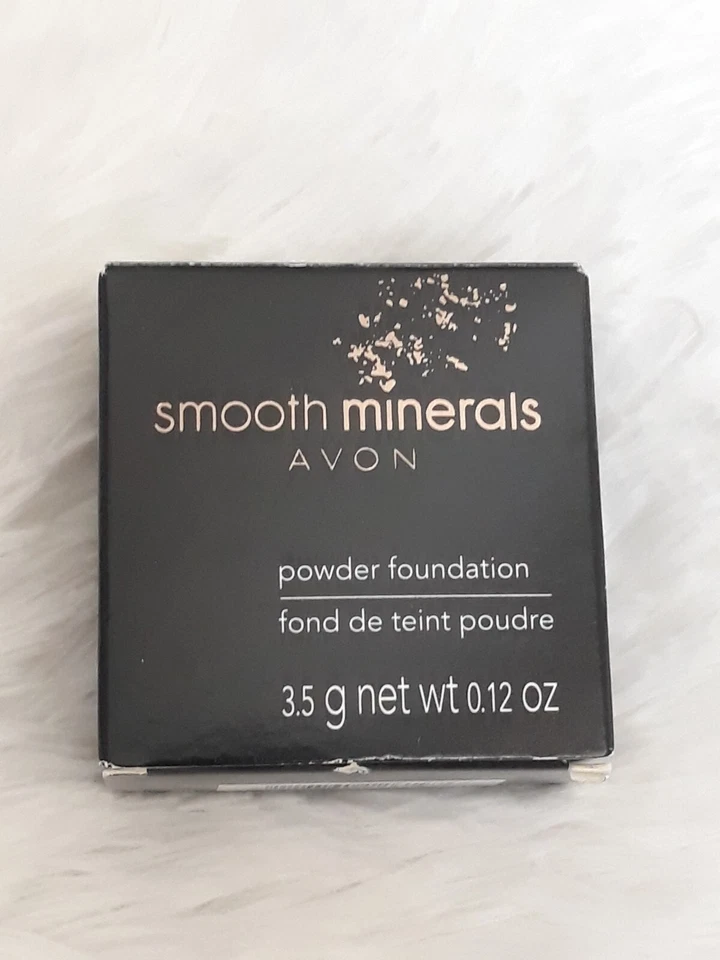 smooth minerals
AVON
powder foundation
fond de teint poudre
3.5 g net wt 0.12 oz